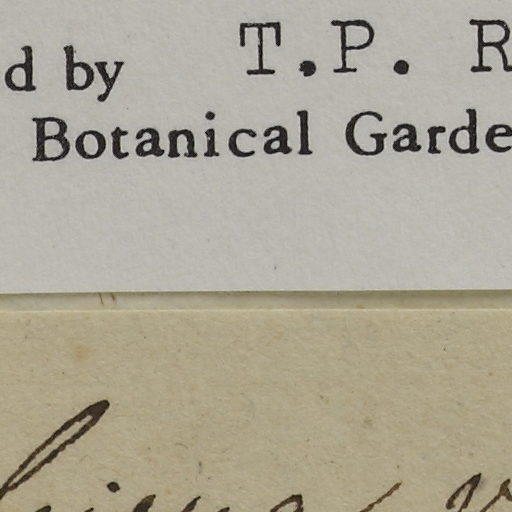 d by T.P. R
Botanical Garde